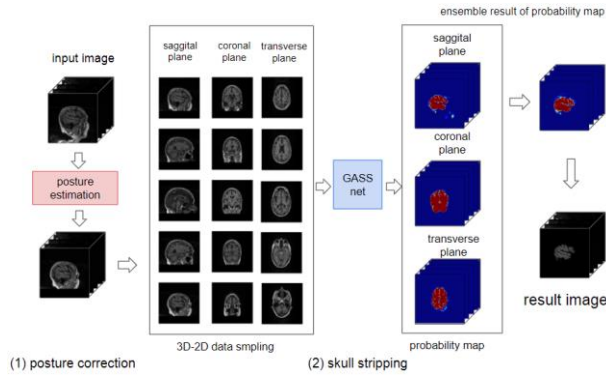 ensemble result of probability map
input image
saggital
plane
coronal
plane
transverse
plane
saggital
plane
posture
estimation
GASS
net
coronal
plane
transverse
plane
result image
3D-2D data smpling
probability map
(1) posture correction
(2) skull stripping